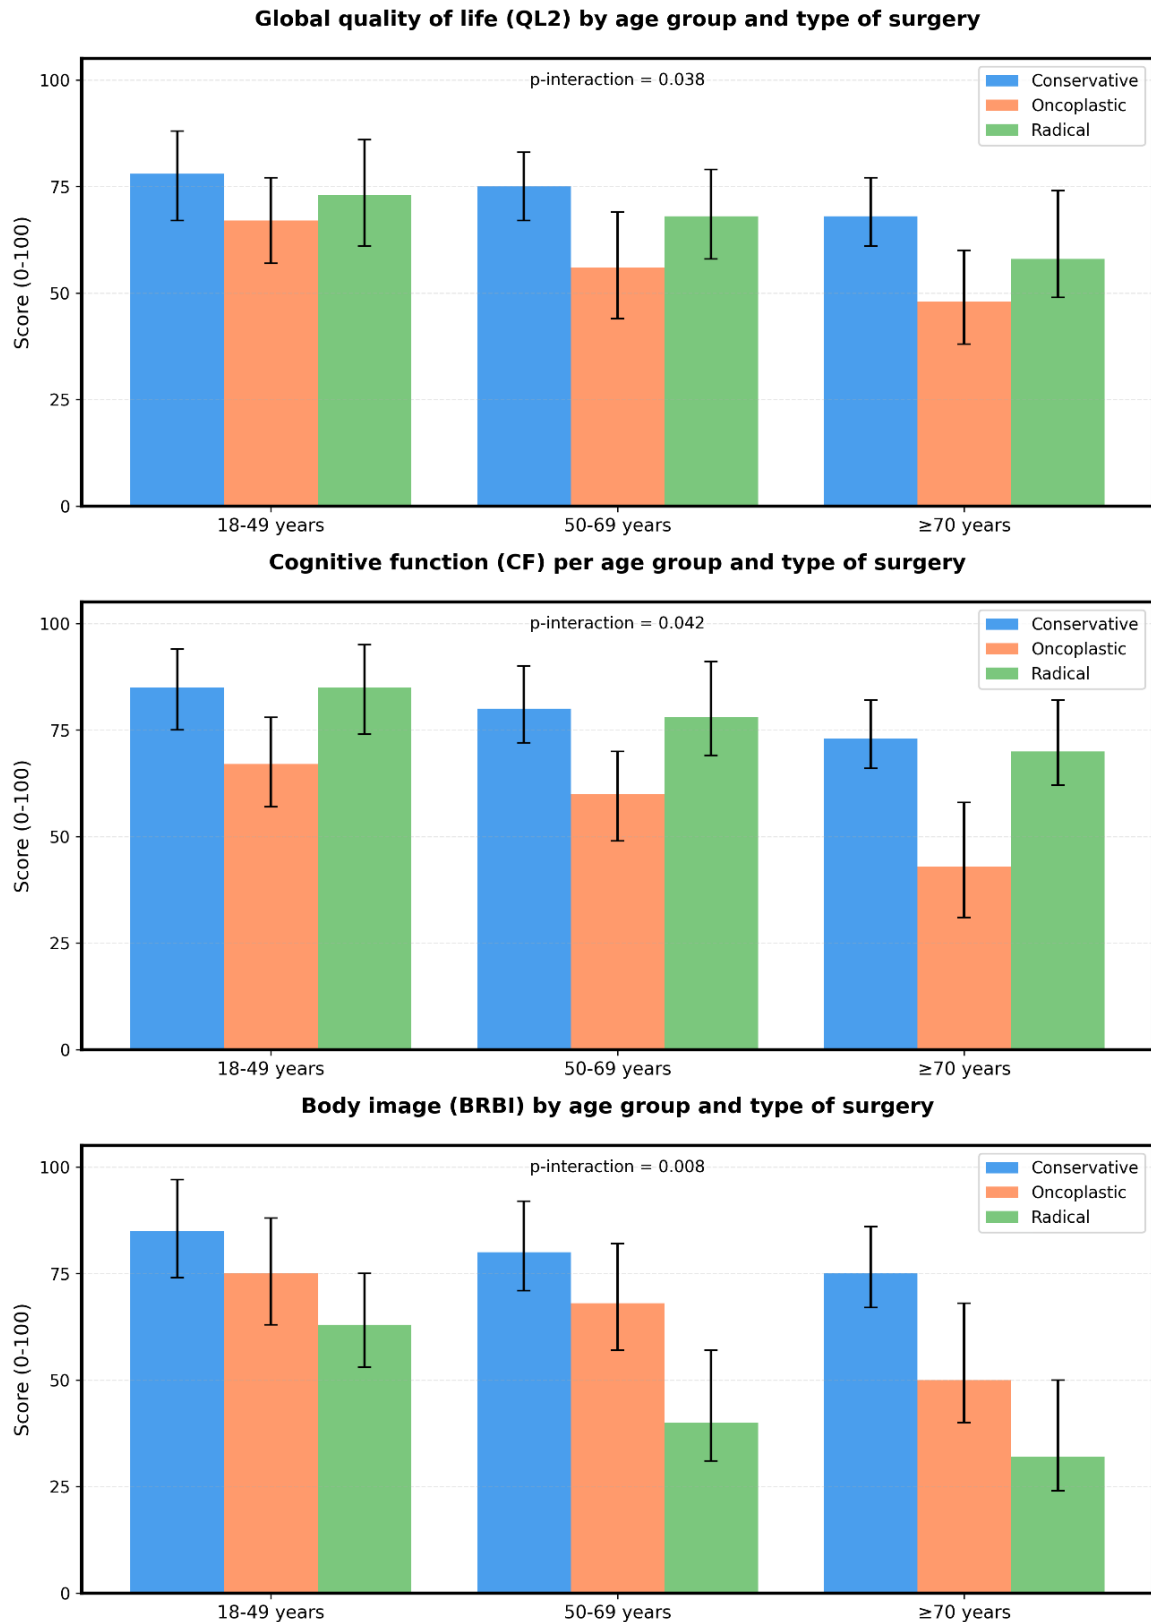 Global quality of life (QL2) by age group and type of surgery
p-interaction = 0.038
Conservative
Oncoplastic
Radical
100
75
50
25
0
Score (0-100)
18-49 years 50-69 years ≥70 years
Cognitive function (CF) per age group and type of surgery
p-interaction = 0.042
Conservative
Oncoplastic
Radical
100
75
50
25
0
Score (0-100)
18-49 years 50-69 years ≥70 years
Body image (BRBI) by age group and type of surgery
p-interaction = 0.008
Conservative
Oncoplastic
Radical
100
75
50
25
0
Score (0-100)
18-49 years 50-69 years ≥70 years